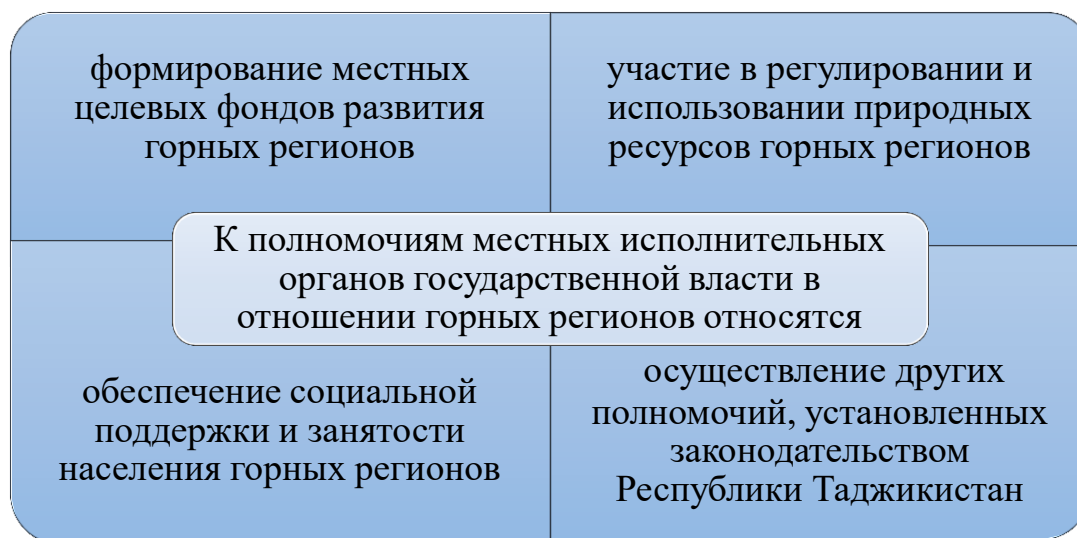 формирование местных
целевых фондов развития
горных регионов
участие в регулировании и
использовании природных
ресурсов горных регионов
К полномочиям местных исполнительных
органов государственной власти в
отношении горных регионов относятся
обеспечение социальной
поддержки и занятости
населения горных регионов
осуществление других
полномочий, установленных
законодательством
Республики Таджикистан